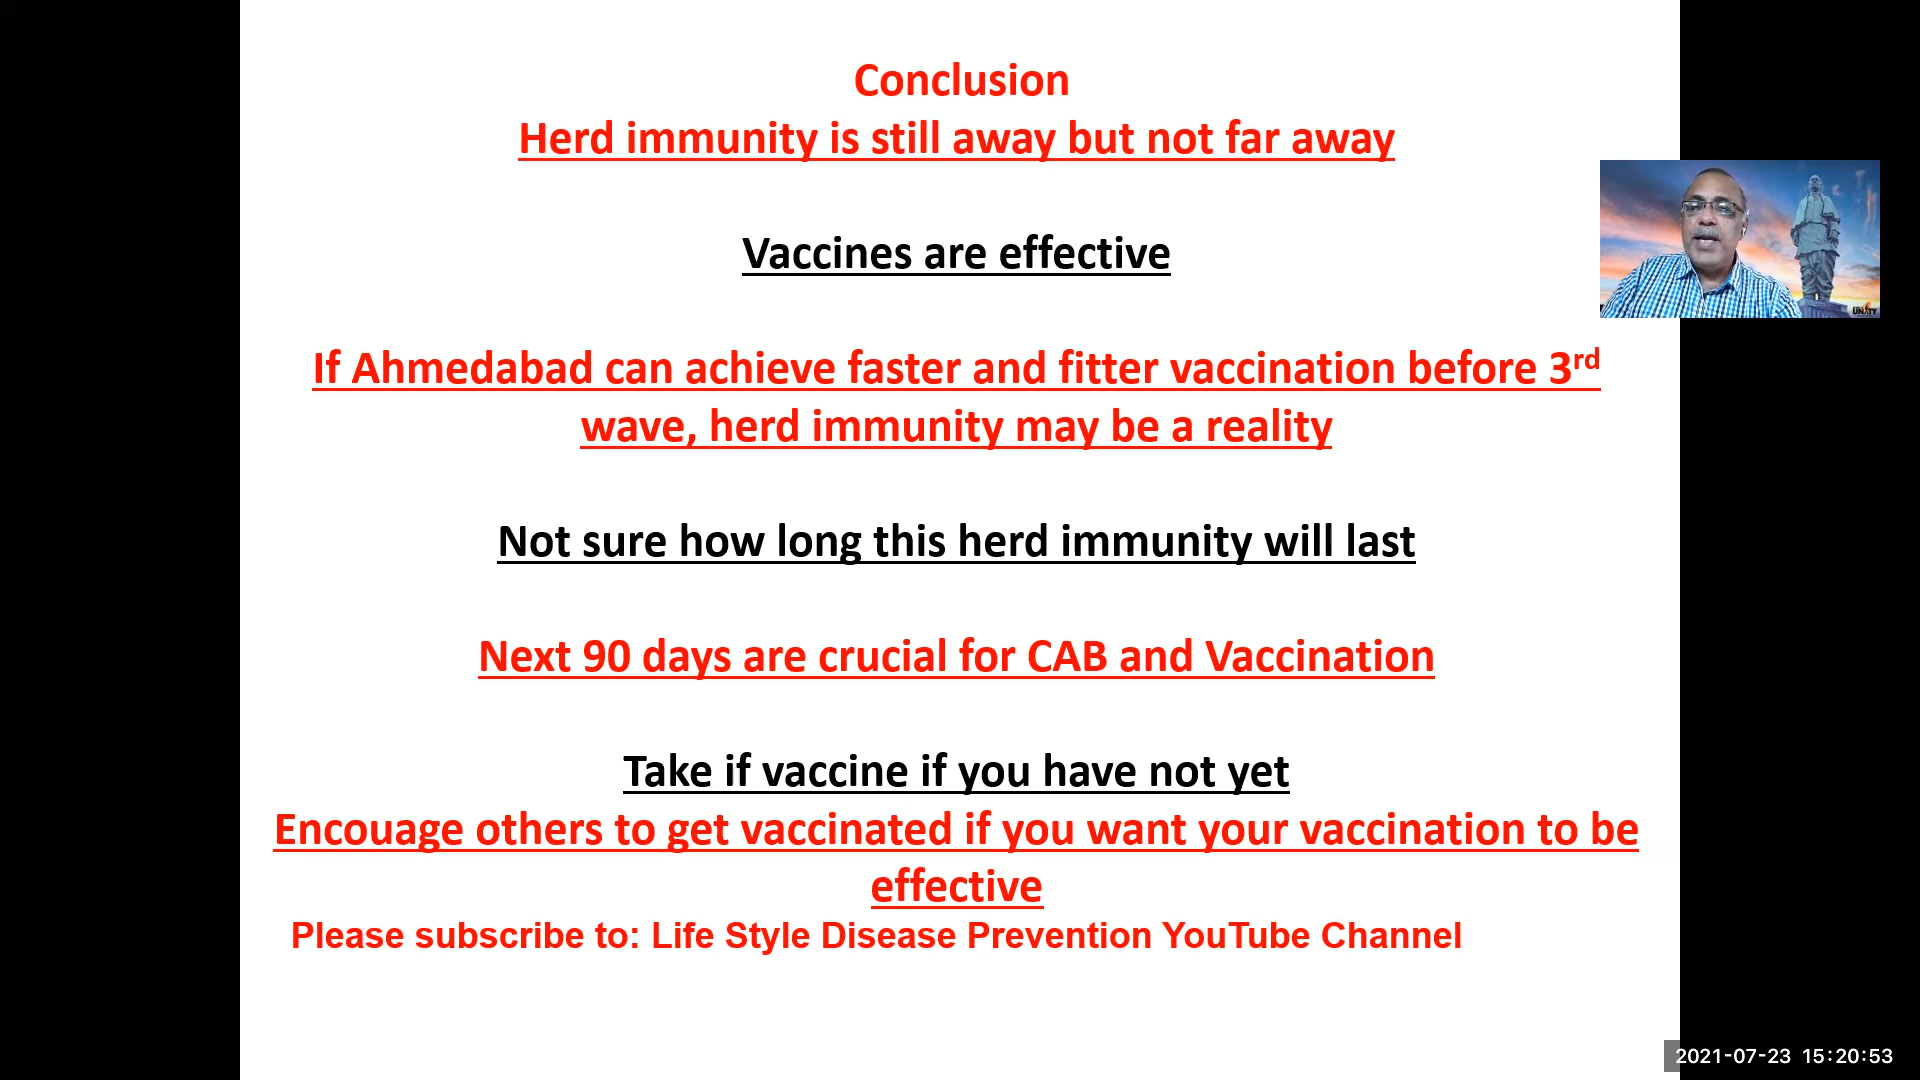 Conclusion
Herd immunity is still away but not far away
Vaccines are effective
If Ahmedabad can achieve faster and fitter vaccination before 3rd
wave, herd immunity may be a reality
Not sure how long this herd immunity will last
Next 90 days are crucial for CAB and Vaccination
Take if vaccine if you have not yet
Encouage others to get vaccinated if you want your vaccination to be
effective
Please subscribe to: Life Style Disease Prevention YouTube Channel
2021-07-23 15:20:53